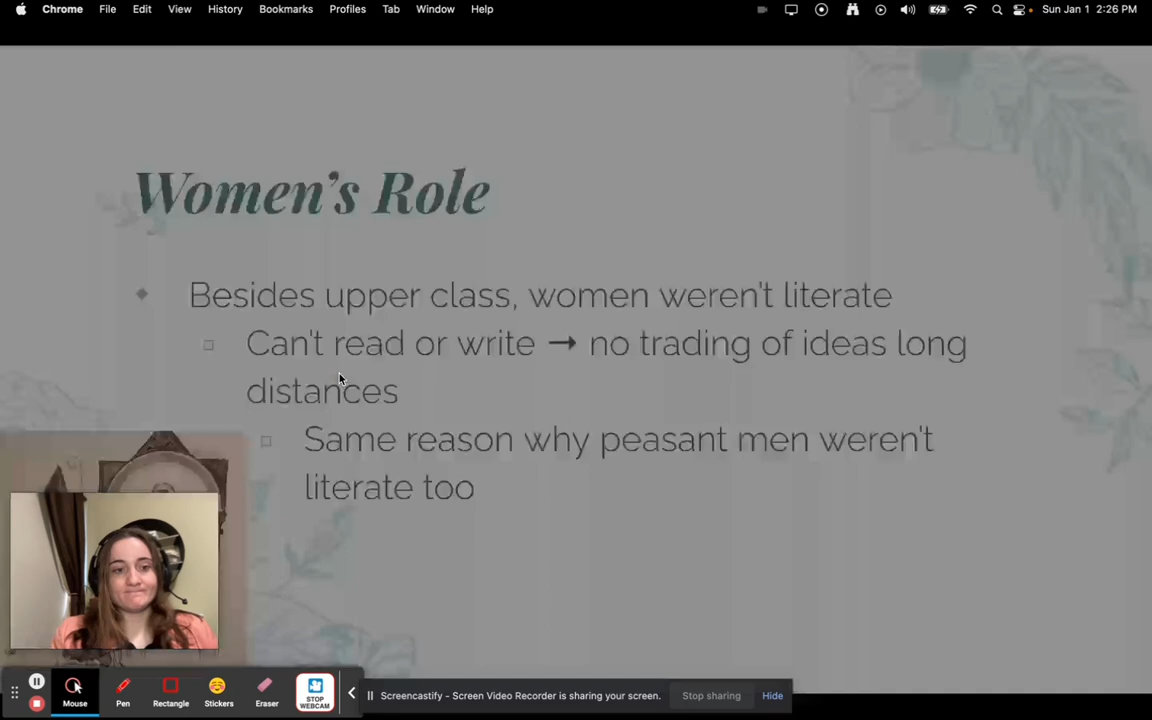 Chrome File Edit View History Bookmarks Profiles Tab Window Help Sun Jan 1 2:26 PM
Women's Role
Besides upper class, women weren't literate
Can't read or write → no trading of ideas long
distances
Same reason why peasant men weren't
literate too
Mouse Pen Rectangle Stickers Eraser STOP
WEBCAM
Screencastify - Screen Video Recorder is sharing your screen. Stop sharing Hide